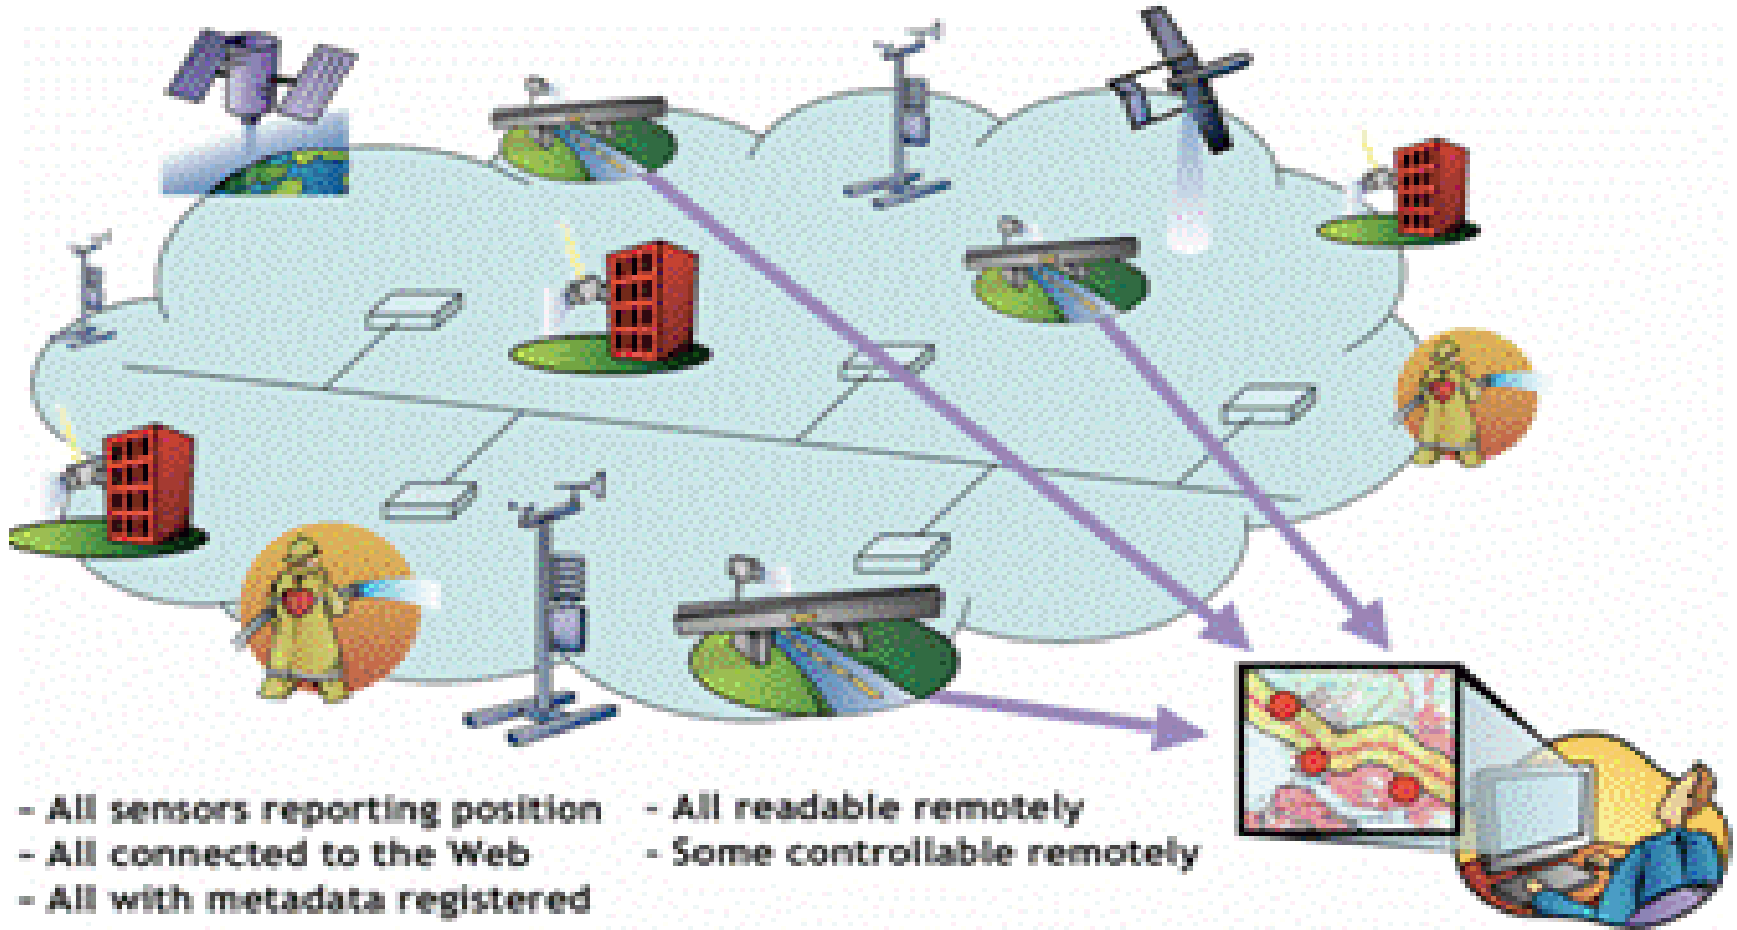 - All sensors reporting position
- All connected to the Web
- All with metadata registered
- All readable remotely
- Some controllable remotely